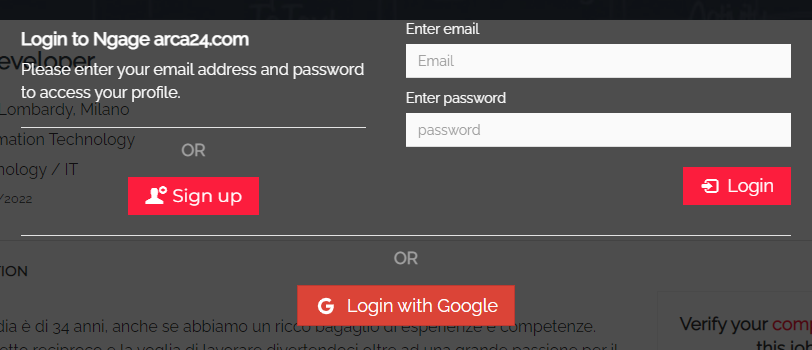 Login to Ngage arca24.com
Please enter your email address and password
to access your profile.
OR
Sign up
Enter email
Email
Enter password
password
Login
OR
Login with Google
eveloper
Lombardy, Milano
mation Technology
nology / IT
/2022
TION
dia è di 34 anni, anche se abbiamo un ricco bagaglio di esperienze e competenze.
Verify your comp
this job